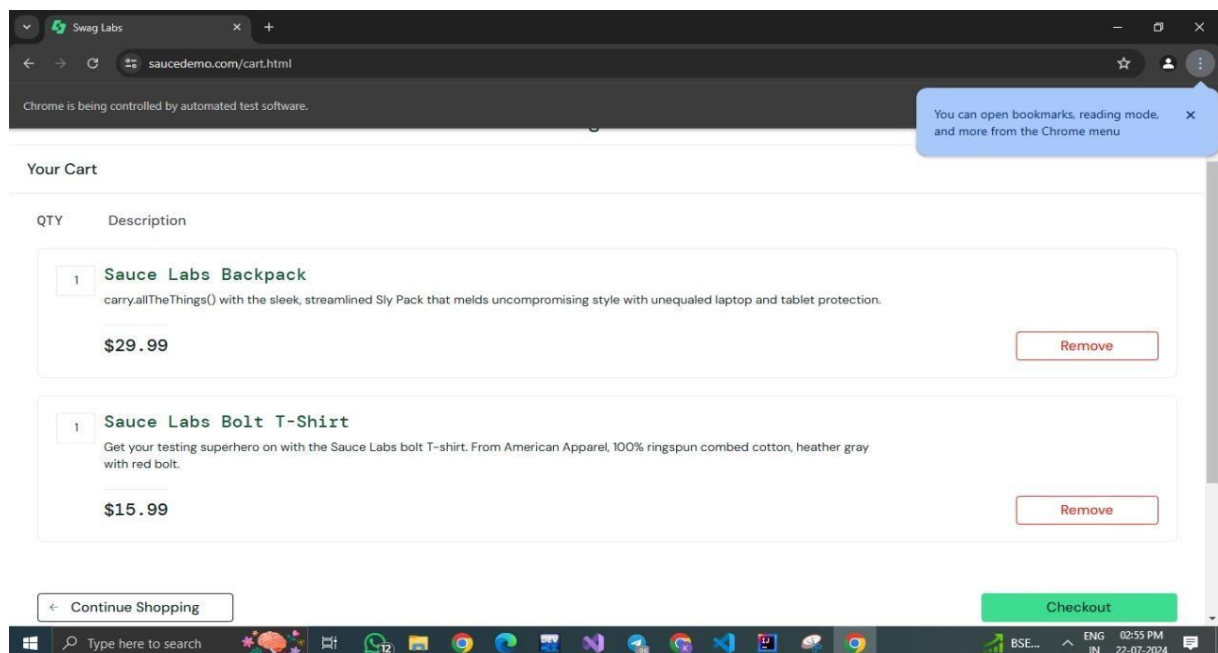 Swag Labs
saucedemo.com/cart.html
Chrome is being controlled by automated test software.
You can open bookmarks, reading mode,
and more from the Chrome menu
Your Cart
QTY Description
1 Sauce Labs Backpack
carry.allTheThings() with the sleek, streamlined Sly Pack that melds uncompromising style with unequaled laptop and tablet protection.
$29.99 Remove
1 Sauce Labs Bolt T-Shirt
Get your testing superhero on with the Sauce Labs bolt T-shirt. From American Apparel, 100% ringspun combed cotton, heather gray
with red bolt.
$15.99 Remove
← Continue Shopping Checkout
Type here to search 12 DEV BSE... ENG 02:55 PM
IN 22-07-2024